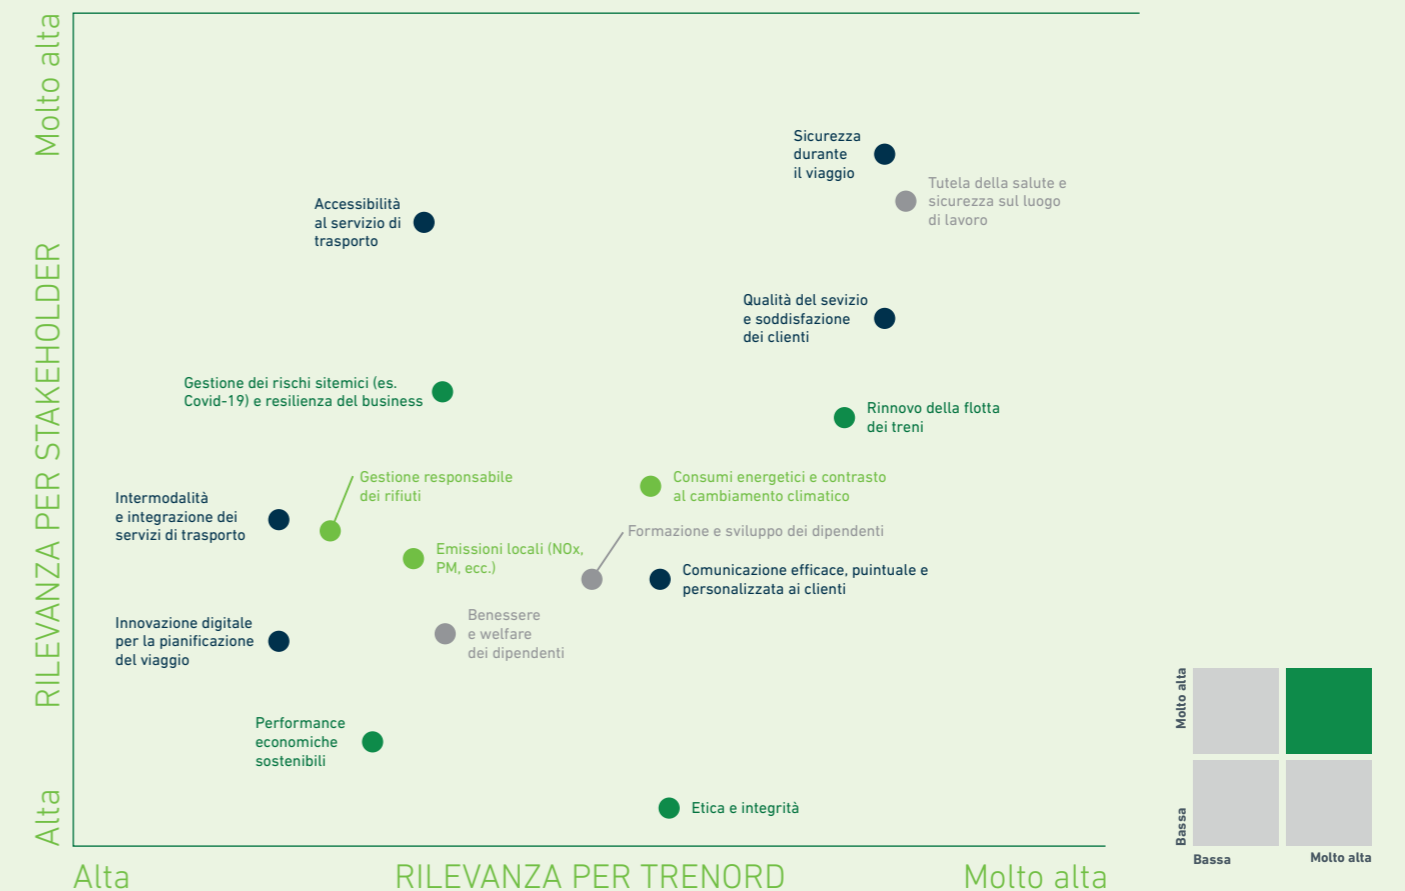 Molto alta
RILEVANZA PER STAKEHOLDER
Alta
Sicurezza
durante
il viaggio
Tutela della salute e
sicurezza sul luogo
di lavoro
Accessibilità
al servizio di
trasporto
Qualità del sevizio
e soddisfazione
dei clienti
Gestione dei rischi sitemici (es.
Covid-19) e resilienza del business
Rinnovo della flotta
dei treni
Gestione responsabile
dei rifiuti
Consumi energetici e contrasto
al cambiamento climatico
Intermodalità
e integrazione dei
servizi di trasporto
Formazione e sviluppo dei dipendenti
Emissioni locali (NOx,
PM, ecc.)
Comunicazione efficace, puintuale e
personalizzata ai clienti
Benessere
e welfare
dei dipendenti
Innovazione digitale
per la pianificazione
del viaggio
Performance
economiche
sostenibili
Etica e integrità
Alta
RILEVANZA PER TRENORD
Molto alta
Molto alta
Bassa
Bassa
Molto alta